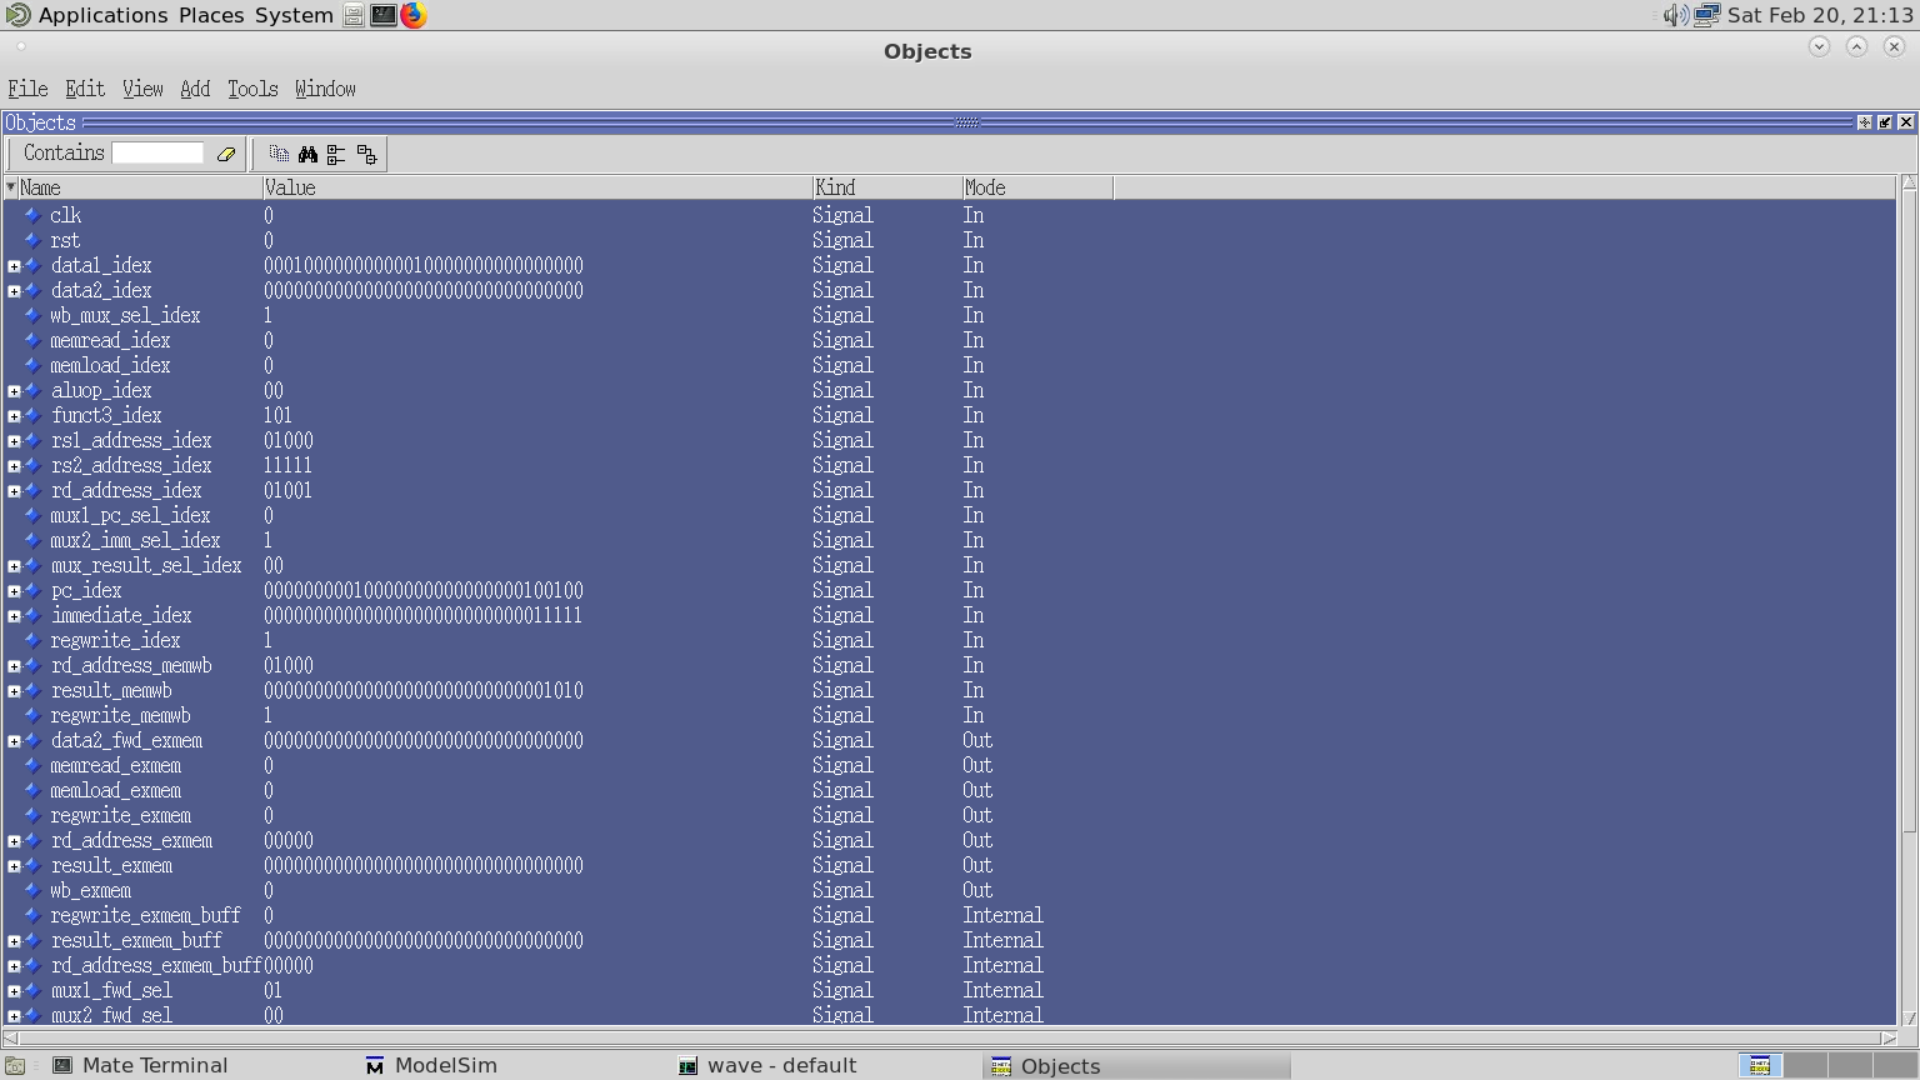 Applications Places System Sat Feb 20, 21:13
Objects
File Edit View Add Tools Window
Objects
Contains
Name Value Kind Mode
clk 0 Signal In
rst 0 Signal In
data1_idex 00010000000000010000000000000000 Signal In
data2_idex 00000000000000000000000000000000 Signal In
wb_mux_sel_idex 1 Signal In
memread_idex 0 Signal In
memload_idex 0 Signal In
aluop_idex 00 Signal In
funct3_idex 101 Signal In
rs1_address_idex 01000 Signal In
rs2_address_idex 11111 Signal In
rd_address_idex 01001 Signal In
mux1_pc_sel_idex 0 Signal In
mux2_imm_sel_idex 1 Signal In
mux_result_sel_idex 00 Signal In
pc_idex 00000000010000000000000000100100 Signal In
immediate_idex 00000000000000000000000000011111 Signal In
regwrite_idex 1 Signal In
rd_address_memwb 01000 Signal In
result_memwb 00000000000000000000000000001010 Signal In
regwrite_memwb 1 Signal In
data2_fwd_exmem 00000000000000000000000000000000 Signal Out
memread_exmem 0 Signal Out
memload_exmem 0 Signal Out
regwrite_exmem 0 Signal Out
rd_address_exmem 00000 Signal Out
result_exmem 00000000000000000000000000000000 Signal Out
wb_exmem 0 Signal Out
regwrite_exmem_buff 0 Signal Internal
result_exmem_buff 00000000000000000000000000000000 Signal Internal
rd_address_exmem_buff 00000 Signal Internal
mux1_fwd_sel 01 Signal Internal
mux2_fwd_sel 00 Signal Internal
Mate Terminal ModelSim wave - default Objects